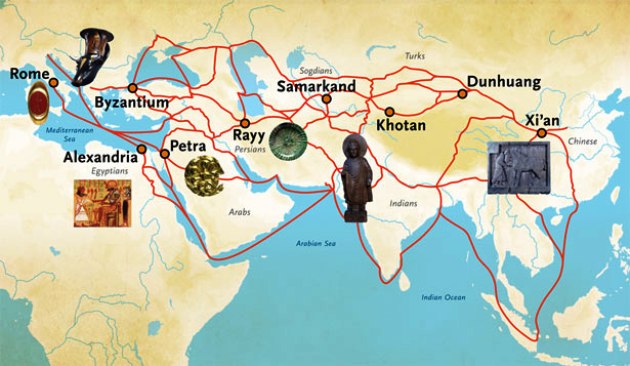 Turks
Rome
Sogdians
Samarkand
Dunhuang
Byzantium
Khotan
Xi'an
Mediterranean
Sea
Rayy
Persians
Chinese
Alexandria
Petra
Egyptians
Arabs
Indians
Arabian Sea
Indian Ocean